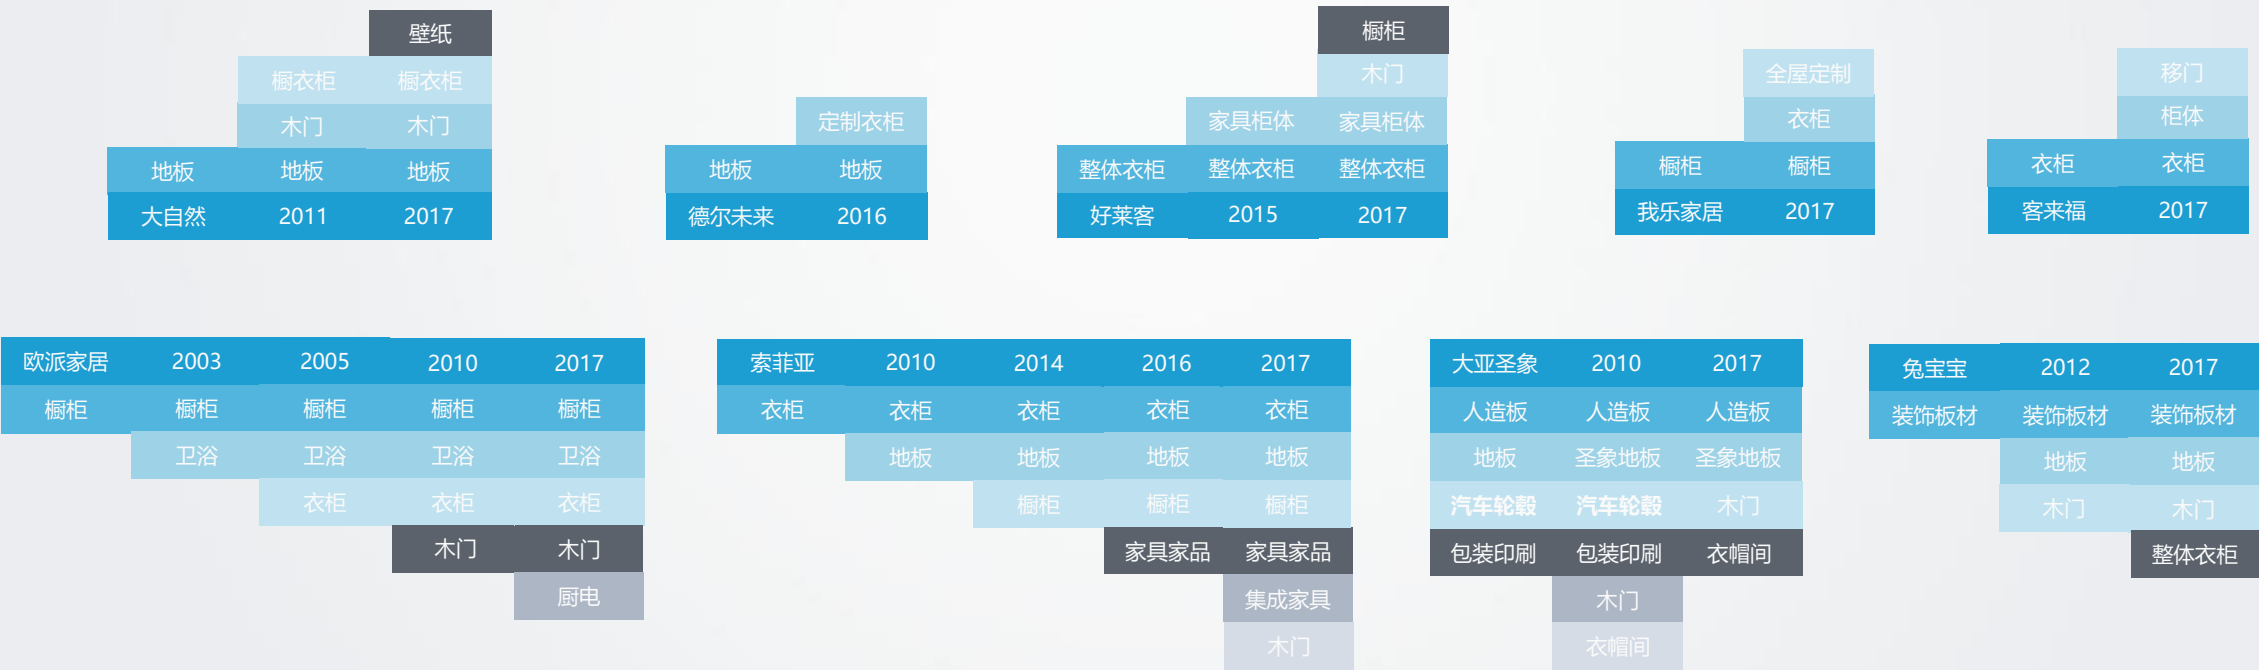 壁纸
橱衣柜 橱衣柜
木门 木门
地板 地板 地板
大自然 2011 2017
定制衣柜
地板 地板
德尔未来 2016
橱柜
木门
家具柜体 家具柜体
整体衣柜 整体衣柜 整体衣柜
好莱客 2015 2017
全屋定制
衣柜
橱柜 橱柜
我乐家居 2017
移门
柜体
衣柜 衣柜
客来福 2017
欧派家居 2003 2005 2010 2017
橱柜 橱柜 橱柜 橱柜 橱柜
卫浴 卫浴 卫浴 卫浴
衣柜 衣柜 衣柜
木门 木门
厨电
索菲亚 2010 2014 2016 2017
衣柜 衣柜 衣柜 衣柜 衣柜
地板 地板 地板 地板
橱柜 橱柜 橱柜
家具家品 家具家品
集成家具
木门
大亚圣象 2010 2017
人造板 人造板 人造板
地板 圣象地板 圣象地板
汽车轮毂 汽车轮毂 木门
包装印刷 包装印刷 衣帽间
木门
衣帽间
兔宝宝 2012 2017
装饰板材 装饰板材 装饰板材
地板 地板
木门 木门
整体衣柜